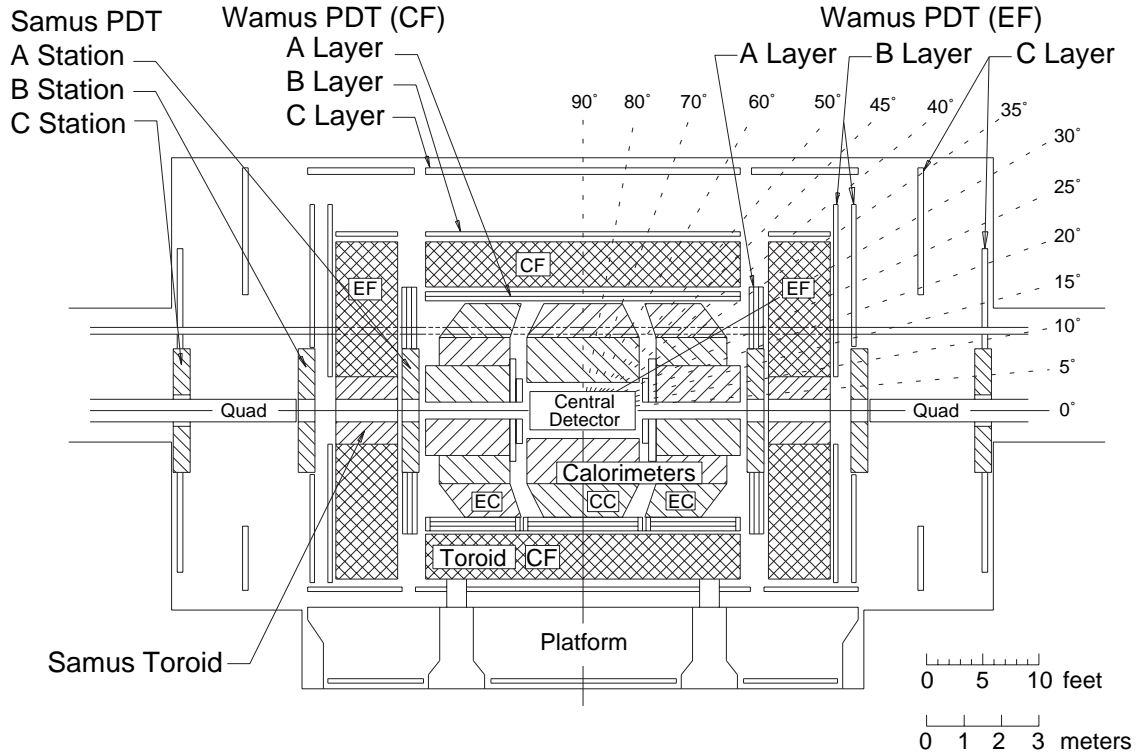 Samus PDT
A Station
B Station
C Station
Wamus PDT (CF)
A Layer
B Layer
C Layer
Wamus PDT (EF)
A Layer
B Layer
C Layer
90°
80°
70°
60°
50°
45°
40°
35°
30°
25°
20°
15°
10°
5°
0°
CF
EF
EF
Quad
Central
Detector
Quad
Calorimeters
EC
CC
EC
Toroid
CF
Platform
Samus Toroid
0 5 10 feet
0 1 2 3 meters